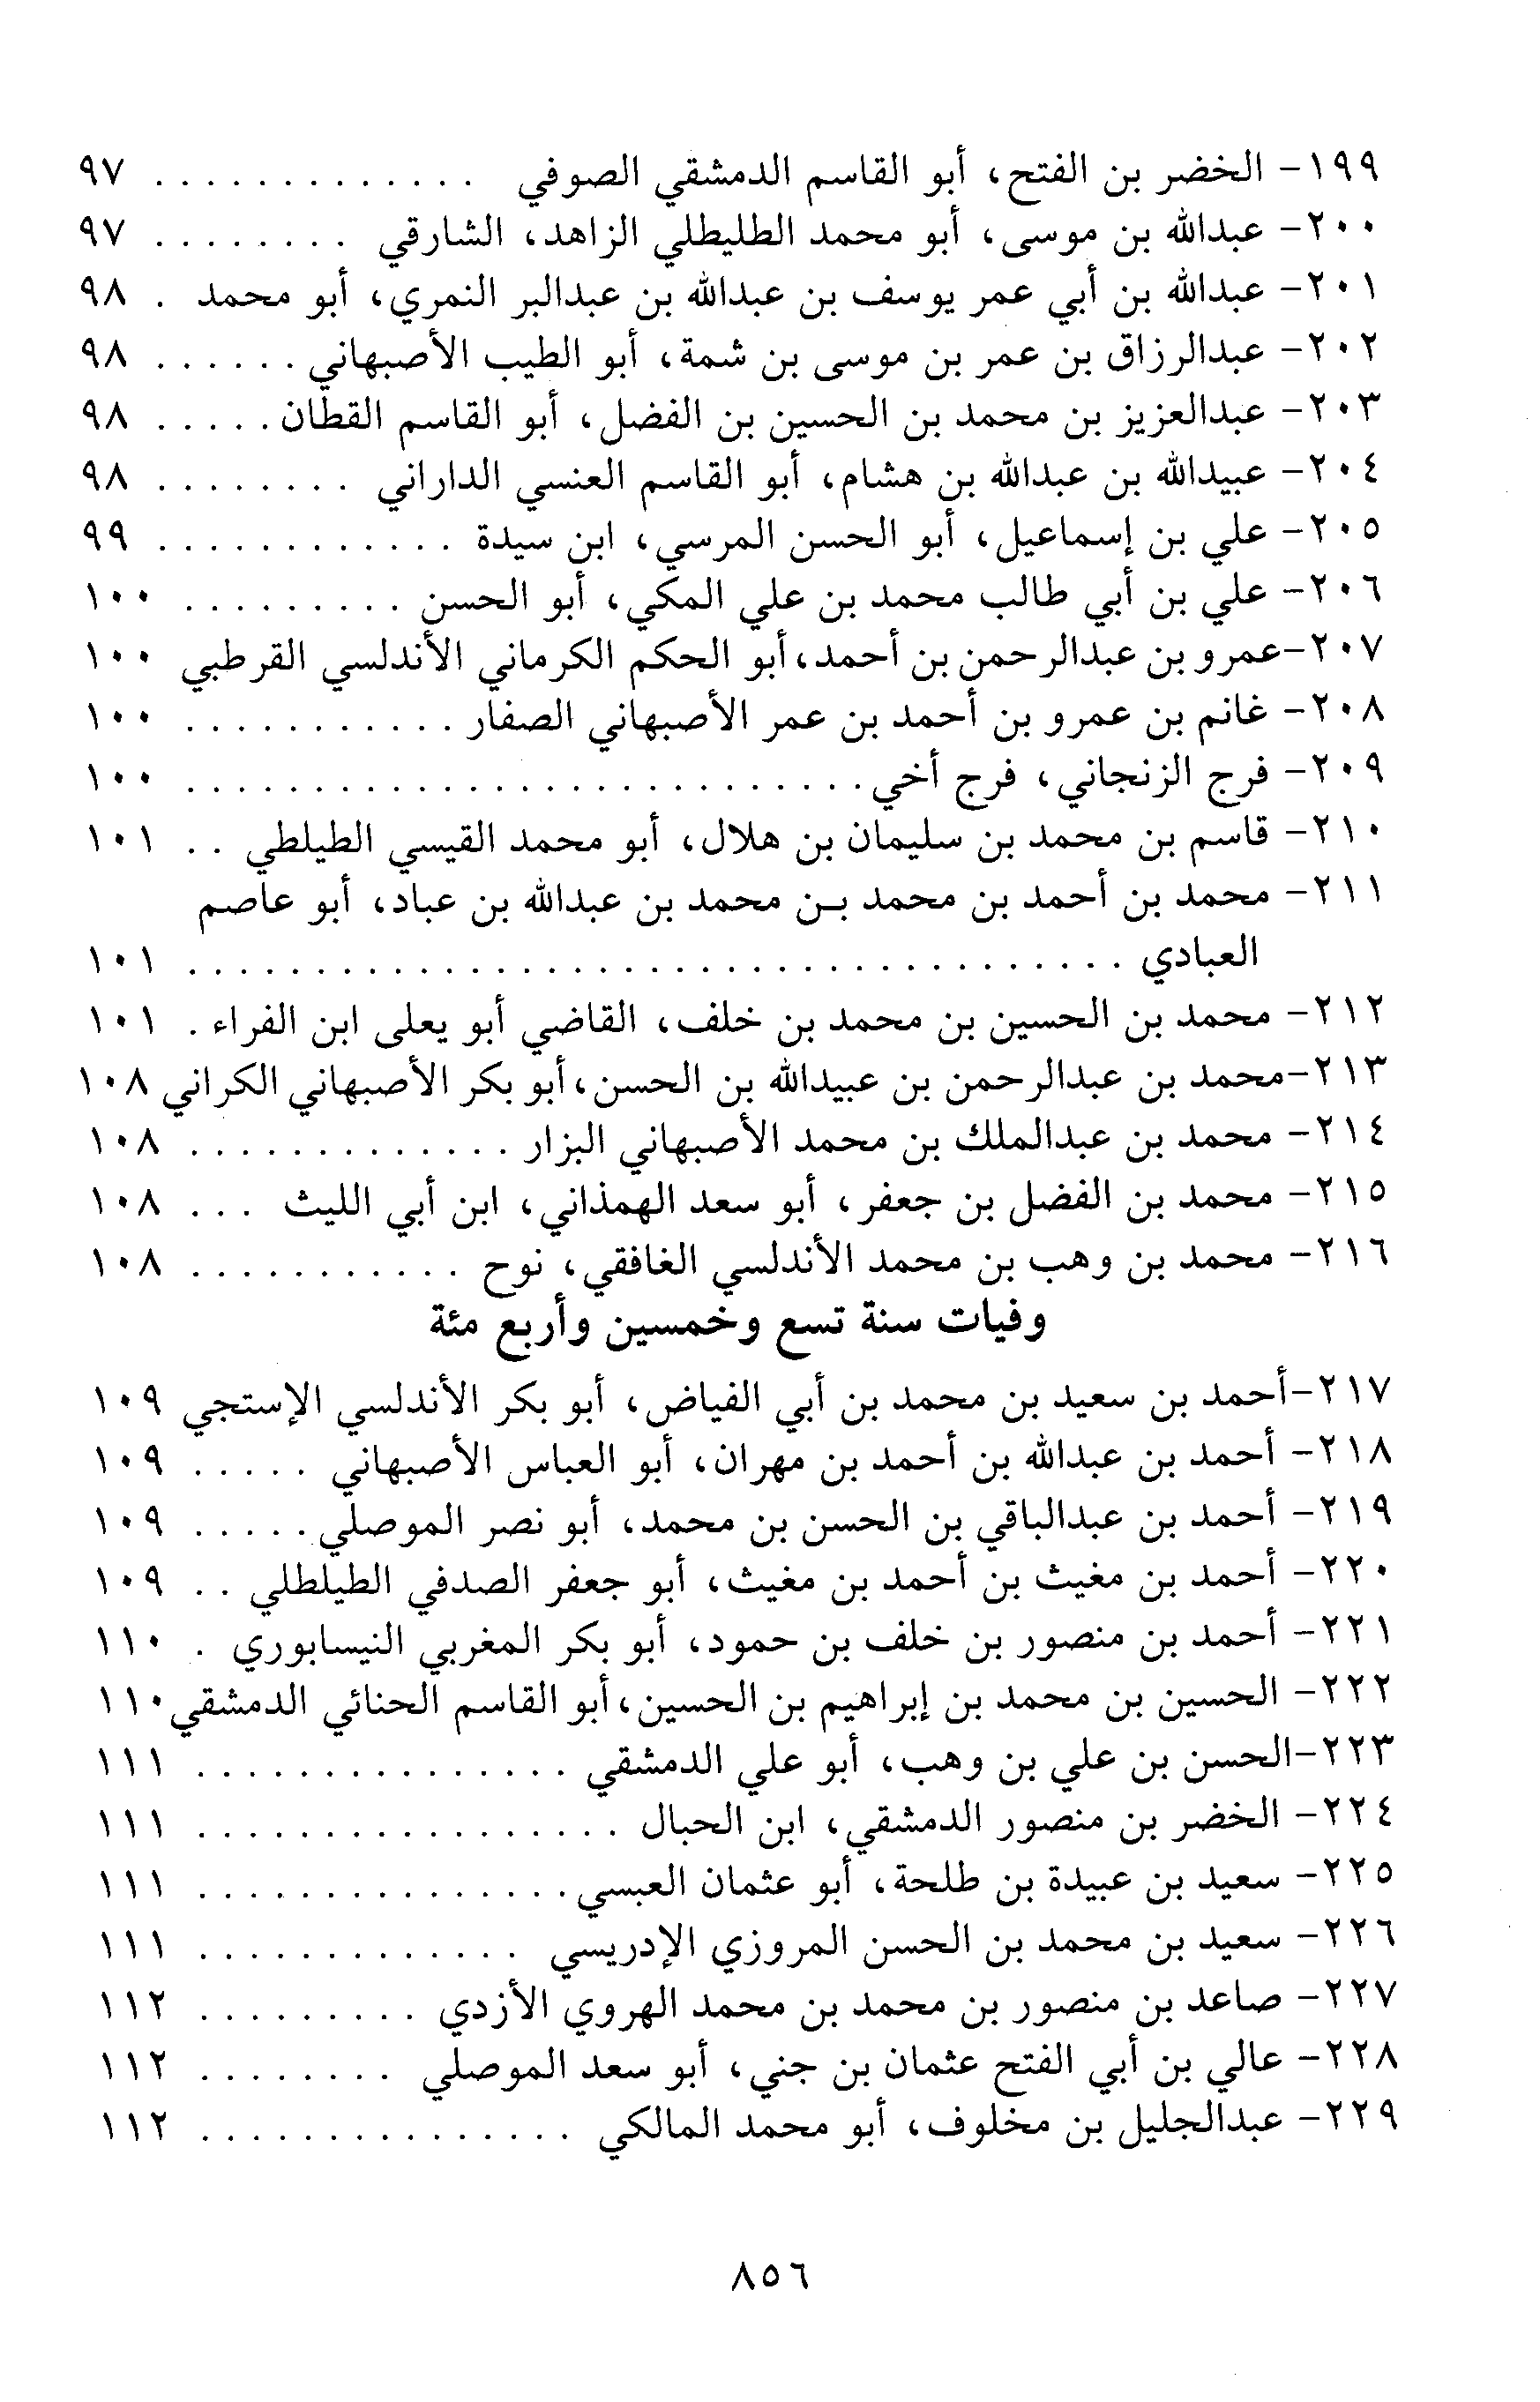 ١٩٩- الخضر بن الفتح، أبو القاسم الدمشقي الصوفي . . . . . . . . . . . . . ٩٧
٢٠٠- عبدالله بن موسى، أبو محمد الطليطلي الزاهد، الشارقي . . . . . . . . ٩٧
٢٠١- عبدالله بن أبي عمر يوسف بن عبدالله بن عبدالبر النمري، أبو محمد . ٩٨
٢٠٢- عبدالرزاق بن عمر بن موسى بن شمة، أبو الطيب الأصبهاني . . . . . . ٩٨
٢٠٣- عبدالعزيز بن محمد بن الحسين بن الفضل، أبو القاسم القطان . . . . . ٩٨
٢٠٤- عبيدالله بن عبدالله بن هشام، أبو القاسم العنسي الداراني . . . . . . . . ٩٨
٢٠٥- علي بن إسماعيل، أبو الحسن المرسي، ابن سيدة . . . . . . . . . . . . ٩٩
٢٠٦- علي بن أبي طالب محمد بن علي المكي، أبو الحسن . . . . . . . . . ١٠٠
٢٠٧-عمرو بن عبدالرحمن بن أحمد،أبو الحكم الكرماني الأندلسي القرطبي ١٠٠
٢٠٨- غانم بن عمرو بن أحمد بن عمر الأصبهاني الصفار . . . . . . . . . . . ١٠٠
٢٠٩- فرج الزنجاني، فرج أخي . . . . . . . . . . . . . . . . . . . . . . . . . . . ١٠٠
٢١٠- قاسم بن محمد بن سليمان بن هلال، أبو محمد القيسي الطيلطي . . ١٠١
٢١١- محمد بن أحمد بن محمد بـن محمد بن عبدالله بن عباد، أبو عاصم
العبادي . . . . . . . . . . . . . . . . . . . . . . . . . . . . . . . . . . . . . ١٠١
٢١٢- محمد بن الحسين بن محمد بن خلف، القاضي أبو يعلى ابن الفراء . ١٠١
٢١٣-محمد بن عبدالرحمن بن عبيدالله بن الحسن،أبو بكر الأصبهاني الكراني ١٠٨
٢١٤- محمد بن عبدالملك بن محمد الأصبهاني البزار . . . . . . . . . . . . . ١٠٨
٢١٥- محمد بن الفضل بن جعفر، أبو سعد الهمذاني، ابن أبي الليث . . . ١٠٨
٢١٦- محمد بن وهب بن محمد الأندلسي الغافقي، نوح . . . . . . . . . . . ١٠٨
وفيات سنة تسع وخمسين وأربع مئة
٢١٧-أحمد بن سعيد بن محمد بن أبي الفياض، أبو بكر الأندلسي الإستجي ١٠٩
٢١٨- أحمد بن عبدالله بن أحمد بن مهران، أبو العباس الأصبهاني . . . . . ١٠٩
٢١٩- أحمد بن عبدالباقي بن الحسن بن محمد، أبو نصر الموصلي . . . . . ١٠٩
٢٢٠- أحمد بن مغيث بن أحمد بن مغيث، أبو جعفر الصدفي الطيلطلي . . ١٠٩
٢٢١- أحمد بن منصور بن خلف بن حمود، أبو بكر المغربي النيسابوري . ١١٠
٢٢٢- الحسين بن محمد بن إبراهيم بن الحسين،أبو القاسم الحنائي الدمشقي ١١٠
٢٢٣-الحسن بن علي بن وهب، أبو علي الدمشقي . . . . . . . . . . . . . . . ١١١
٢٢٤- الخضر بن منصور الدمشقي، ابن الحبال . . . . . . . . . . . . . . . . . ١١١
٢٢٥- سعيد بن عبيدة بن طلحة، أبو عثمان العبسي . . . . . . . . . . . . . . . ١١١
٢٢٦- سعيد بن محمد بن الحسن المروزي الإدريسي . . . . . . . . . . . . . ١١١
٢٢٧- صاعد بن منصور بن محمد بن محمد الهروي الأزدي . . . . . . . . . ١١٢
٢٢٨- عالي بن أبي الفتح عثمان بن جني، أبو سعد الموصلي . . . . . . . . ١١٢
٢٢٩- عبدالجليل بن مخلوف، أبو محمد المالكي . . . . . . . . . . . . . . . ١١٢
٨٥٦